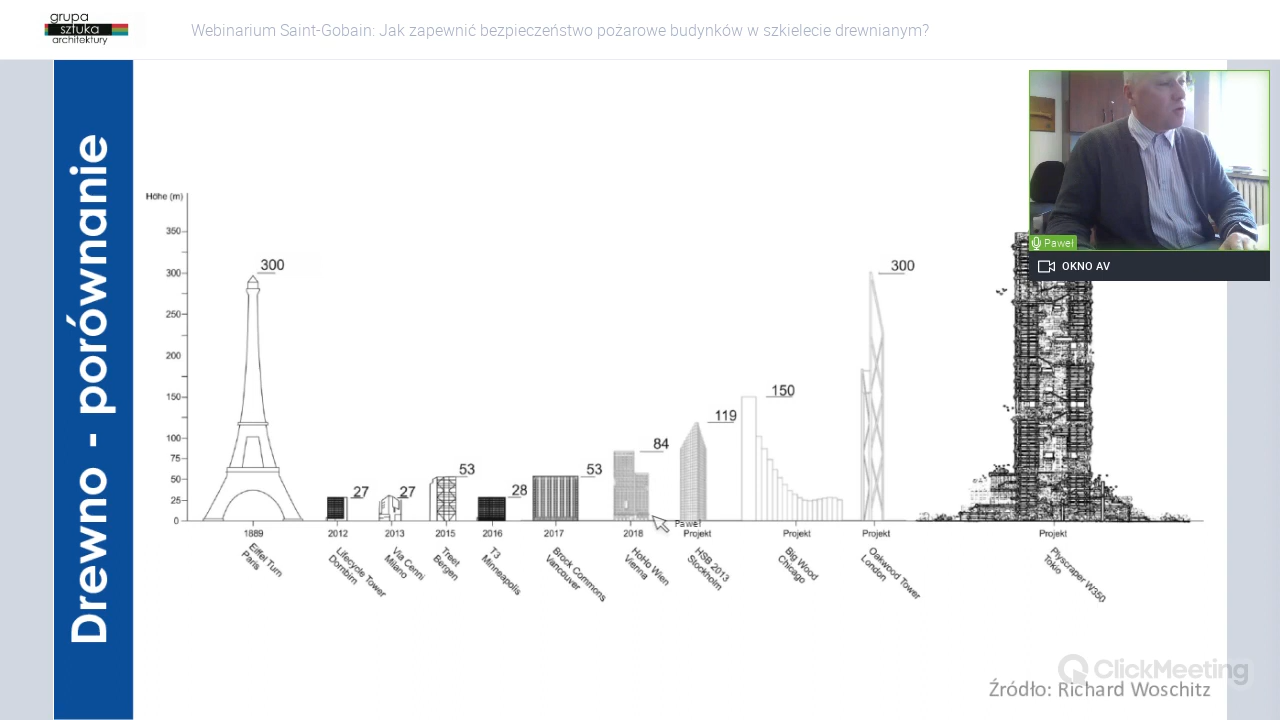 grupa
sztuka
architektury
Webinarium Saint-Gobain: Jak zapewnić bezpieczeństwo pożarowe budynków w szkielecie drewnianym?
Drewno - porównanie
Höhe (m)
350
300
250
200
150
100
75
50
25
0
300
27
27
53
28
53
84
119
150
300
1889
Eiffel Turn
Paris
2012
Lifecycle Tower
Dornbirn
2013
Via Cenni
Milano
2015
Treet
Bergen
2016
T3
Minneapolis
2017
Brock Commons
Vancouver
2018
HoHo Wien
Vienna
Projekt
HSB 2013
Stockholm
Projekt
Big Wood
Chicago
Projekt
Oakwood Tower
London
Projekt
Plyscraper W350
Tokio
Paweł
Paweł
OKNO AV
ClickMeeting
Źródło: Richard Woschitz